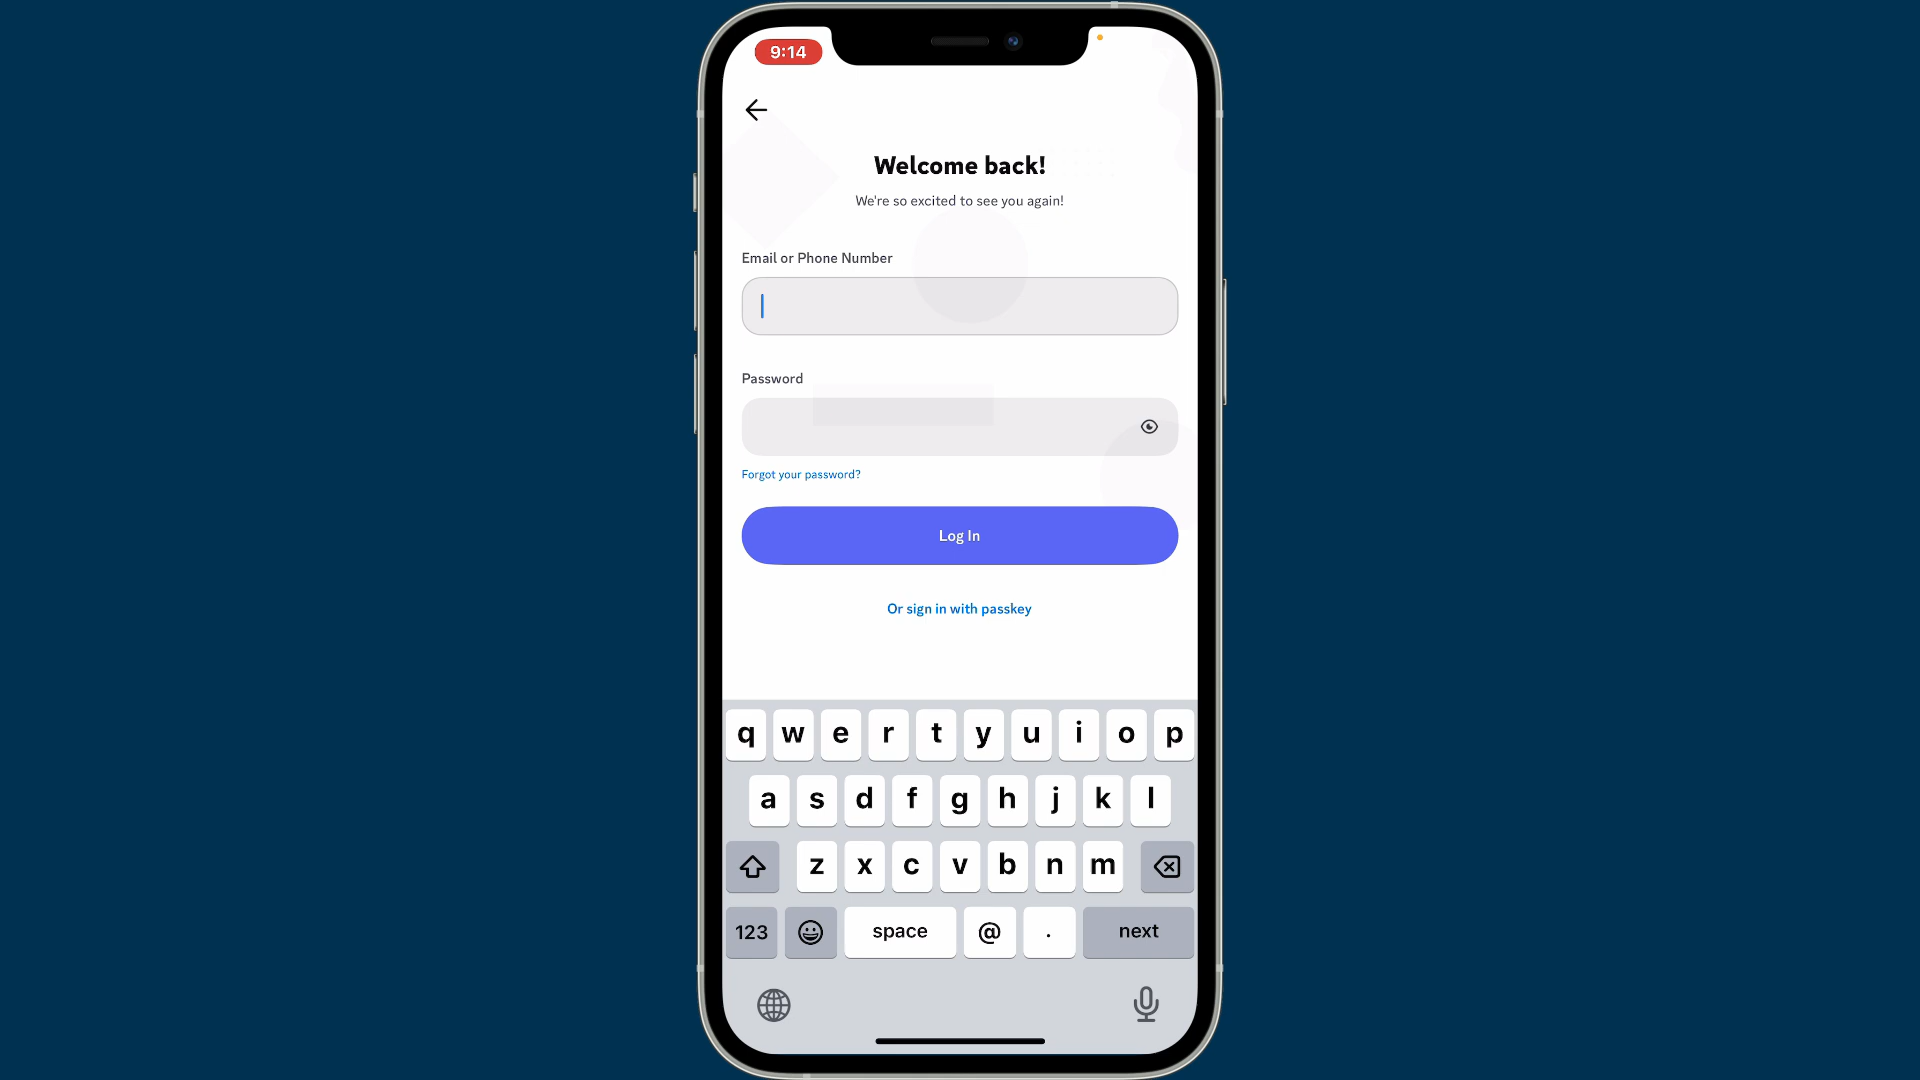 9:14
Welcome back!
We're so excited to see you again!
Email or Phone Number
Password
Forgot your password?
Log In
Or sign in with passkey
q w e r t y u i o p
a s d f g h j k l
z x c v b n m
123 space @ . next